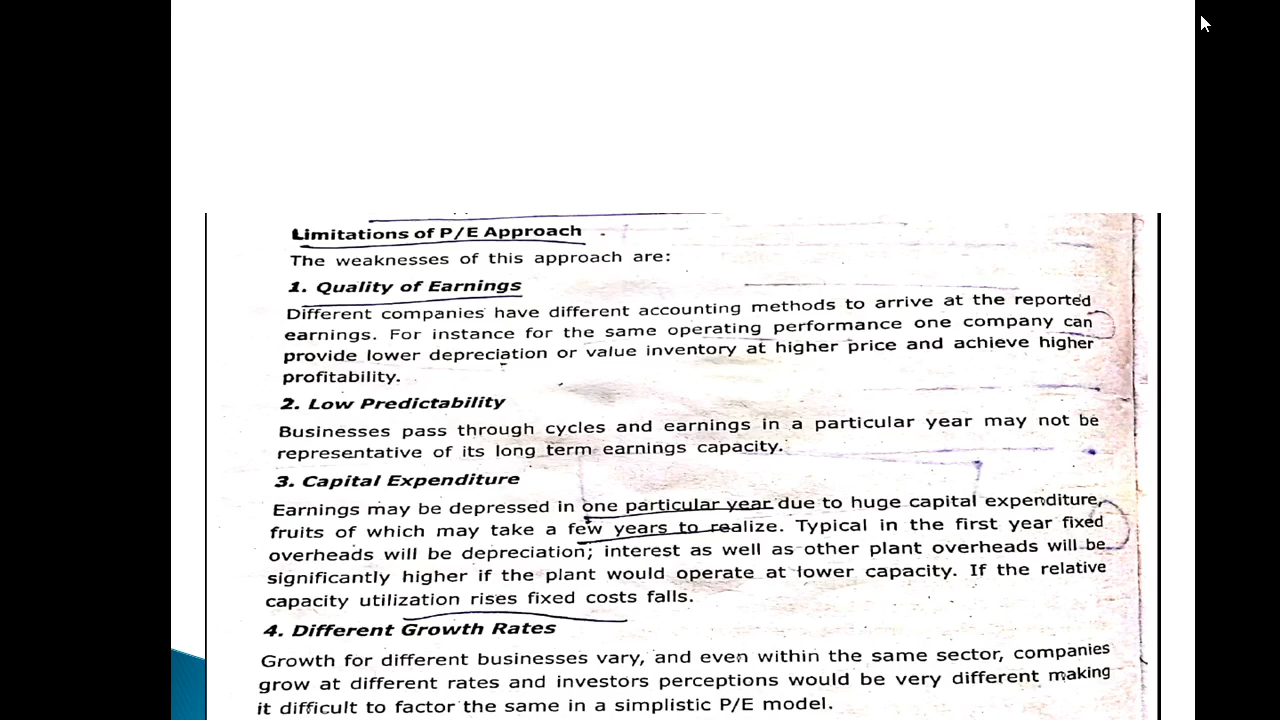 Limitations of P/E Approach
The weaknesses of this approach are:
1. Quality of Earnings
Different companies have different accounting methods to arrive at the reported
earnings. For instance for the same operating performance one company can
provide lower depreciation or value inventory at higher price and achieve higher
profitability.
2. Low Predictability
Businesses pass through cycles and earnings in a particular year may not be
representative of its long term earnings capacity.
3. Capital Expenditure
Earnings may be depressed in one particular year due to huge capital expenditure,
fruits of which may take a few years to realize. Typical in the first year fixed
overheads will be depreciation; interest as well as other plant overheads will be
significantly higher if the plant would operate at lower capacity. If the relative
capacity utilization rises fixed costs falls.
4. Different Growth Rates
Growth for different businesses vary, and even within the same sector, companies
grow at different rates and investors perceptions would be very different making
it difficult to factor the same in a simplistic P/E model.